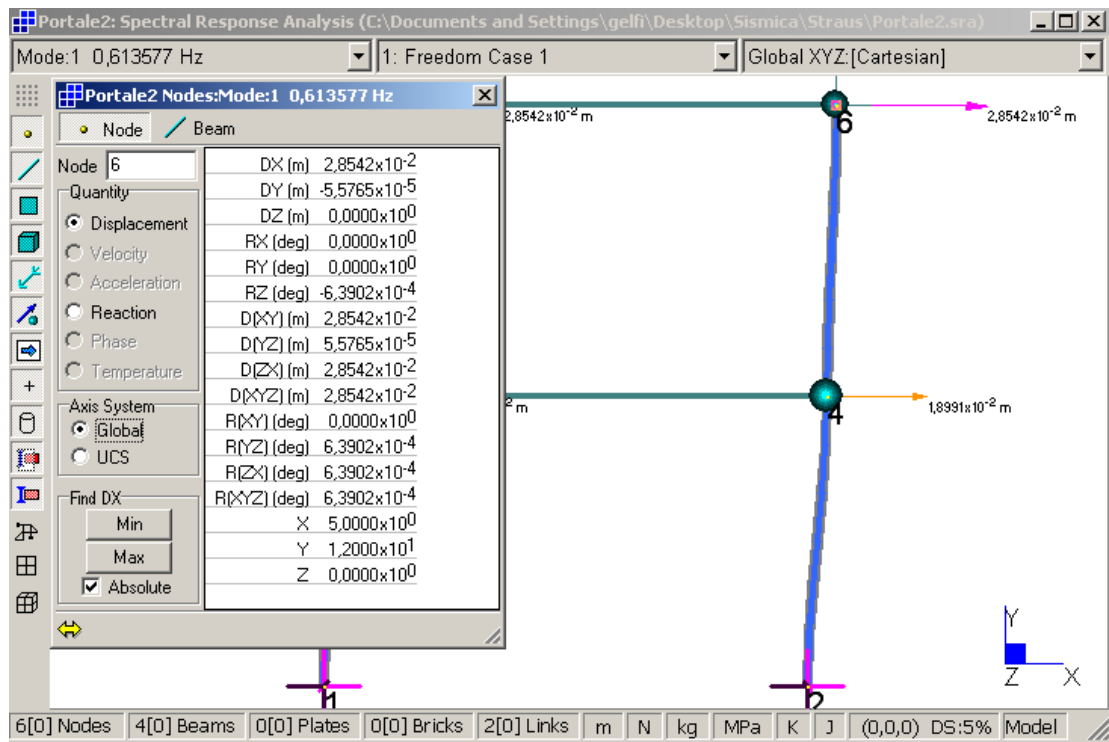 Portale2: Spectral Response Analysis (C:\Documents and Settings\gelfi\Desktop\Sismica\Straus\Portale2.sra)
Mode:1 0,613577 Hz 1: Freedom Case 1 Global XYZ:[Cartesian]
Portale2 Nodes:Mode:1 0,613577 Hz
Node Beam
Node 6
Quantity
Displacement
Velocity
Acceleration
Reaction
Phase
Temperature
Axis System
Global
UCS
Find DX
Min
Max
Absolute
DX (m) 2,8542x10-2
DY (m) -5,5765x10-5
DZ (m) 0,0000x100
RX (deg) 0,0000x100
RY (deg) 0,0000x100
RZ (deg) -6,3902x10-4
D(XY) (m) 2,8542x10-2
D(YZ) (m) 5,5765x10-5
D(ZX) (m) 2,8542x10-2
D(XYZ) (m) 2,8542x10-2
R(XY) (deg) 0,0000x100
R(YZ) (deg) 6,3902x10-4
R(ZX) (deg) 6,3902x10-4
R(XYZ) (deg) 6,3902x10-4
X 5,0000x100
Y 1,2000x101
Z 0,0000x100
2,8542x10-2 m
6
2,8542x10-2 m
2 m
4
1,8991x10-2 m
1
2
Y
Z X
6[0] Nodes 4[0] Beams 0[0] Plates 0[0] Bricks 2[0] Links m N kg MPa K J (0,0,0) DS:5% Model